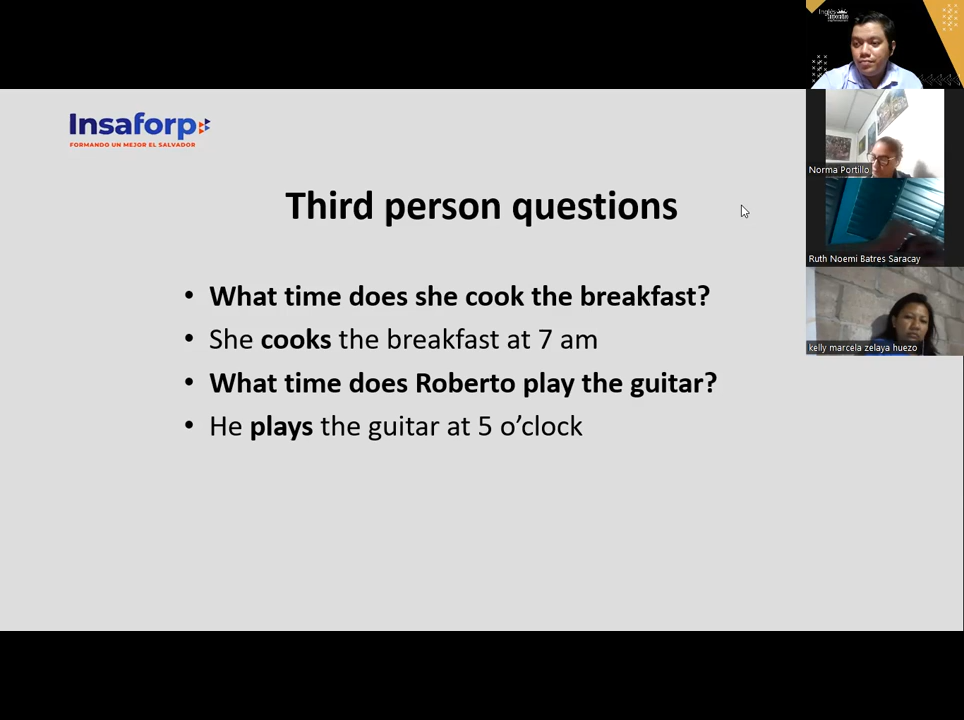 Inglés
Insaforp
FORMANDO UN MEJOR EL SALVADOR
Third person questions
• What time does she cook the breakfast?
• She cooks the breakfast at 7 am
• What time does Roberto play the guitar?
• He plays the guitar at 5 o’clock
Norma Portillo
Ruth Noemi Batres Saracay
kelly marcela zelaya huezo